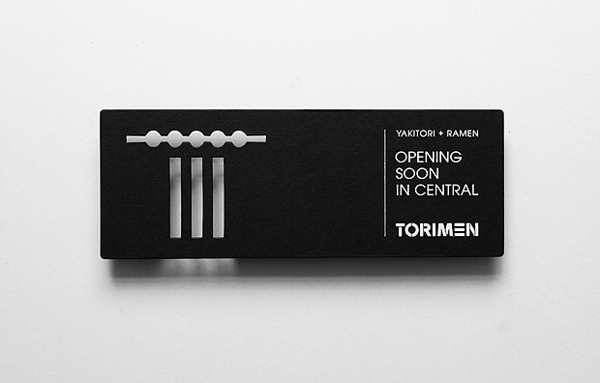 YAKITORI + RAMEN
OPENING
SOON
IN CENTRAL
TORIMEN